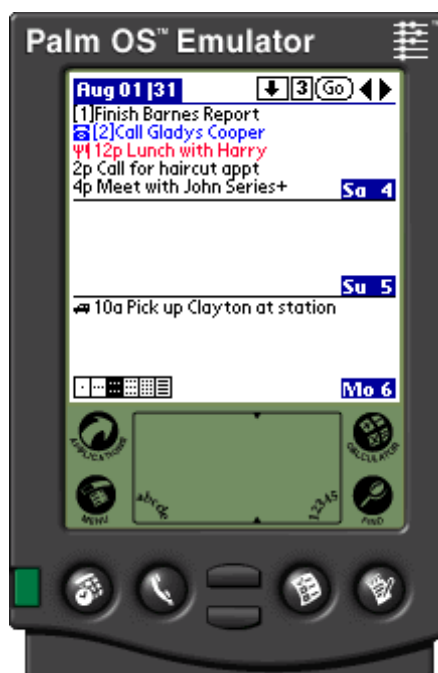 Palm OS™ Emulator
Aug 01|31 3 Go
[1]Finish Barnes Report
[2]Call Gladys Cooper
12p Lunch with Harry
2p Call for haircut appt
4p Meet with John Series+ Sa 4
Su 5
10a Pick up Clayton at station
Mo 6
APPLICATIONS CALCULATOR
abcde 12345
MENU FIND